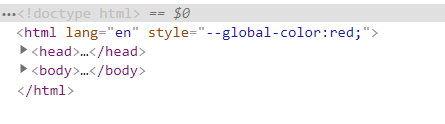 …<!doctype html> == $0
<html lang="en" style="--global-color:red;">
▶<head>…</head>
▶<body>…</body>
</html>